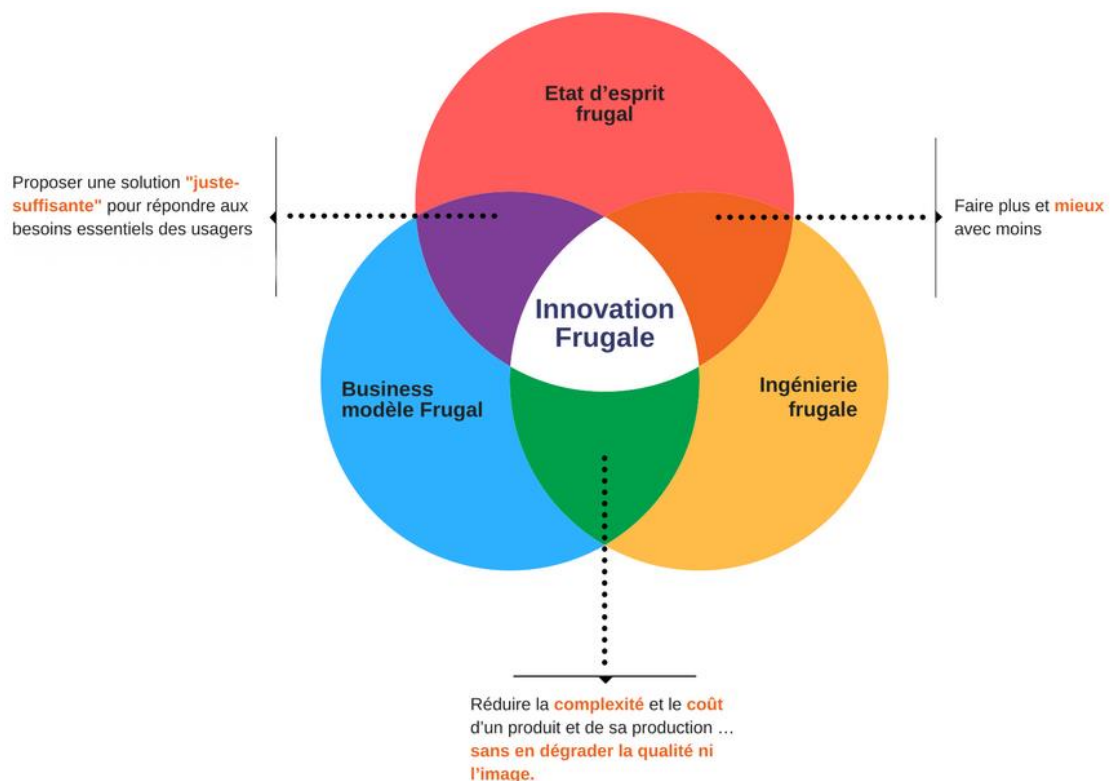 Etat d'esprit
frugal
Proposer une solution "juste-
suffisante" pour répondre aux
besoins essentiels des usagers
Faire plus et mieux
avec moins
Innovation
Frugale
Business
modèle Frugal
Ingénierie
frugale
Réduire la complexité et le coût
d'un produit et de sa production ...
sans en dégrader la qualité ni
l'image.